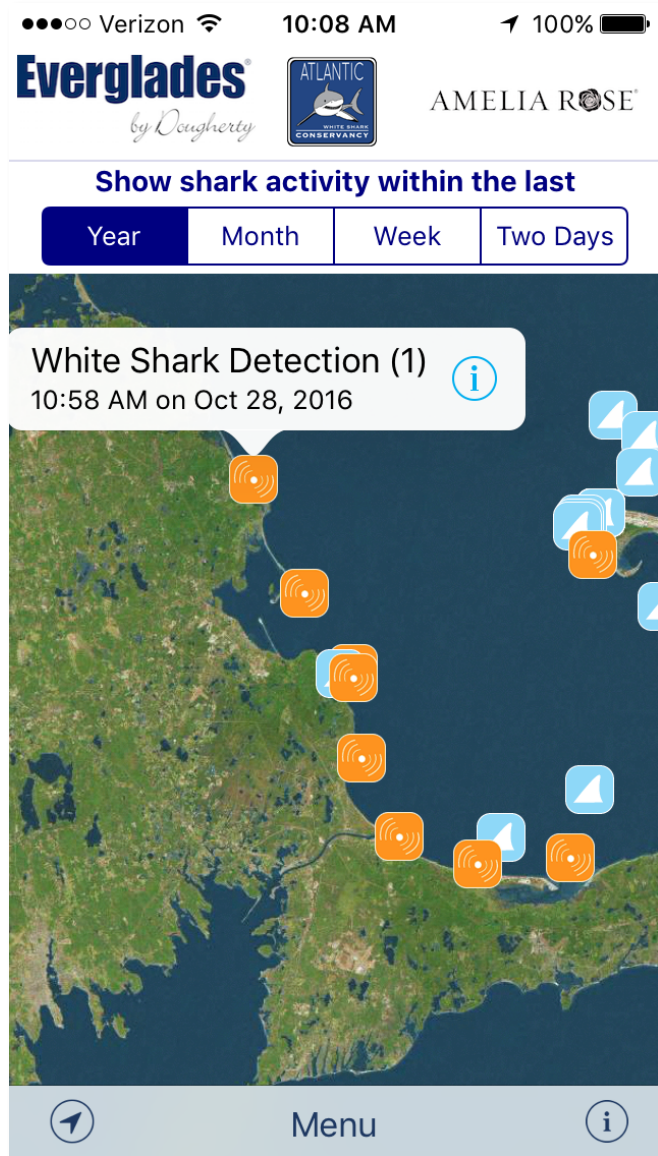 Verizon 10:08 AM 100%
Everglades®
by Dougherty
ATLANTIC
WHITE SHARK
CONSERVANCY
AMELIA ROSE
Show shark activity within the last
Year Month Week Two Days
White Shark Detection (1)
10:58 AM on Oct 28, 2016
Menu